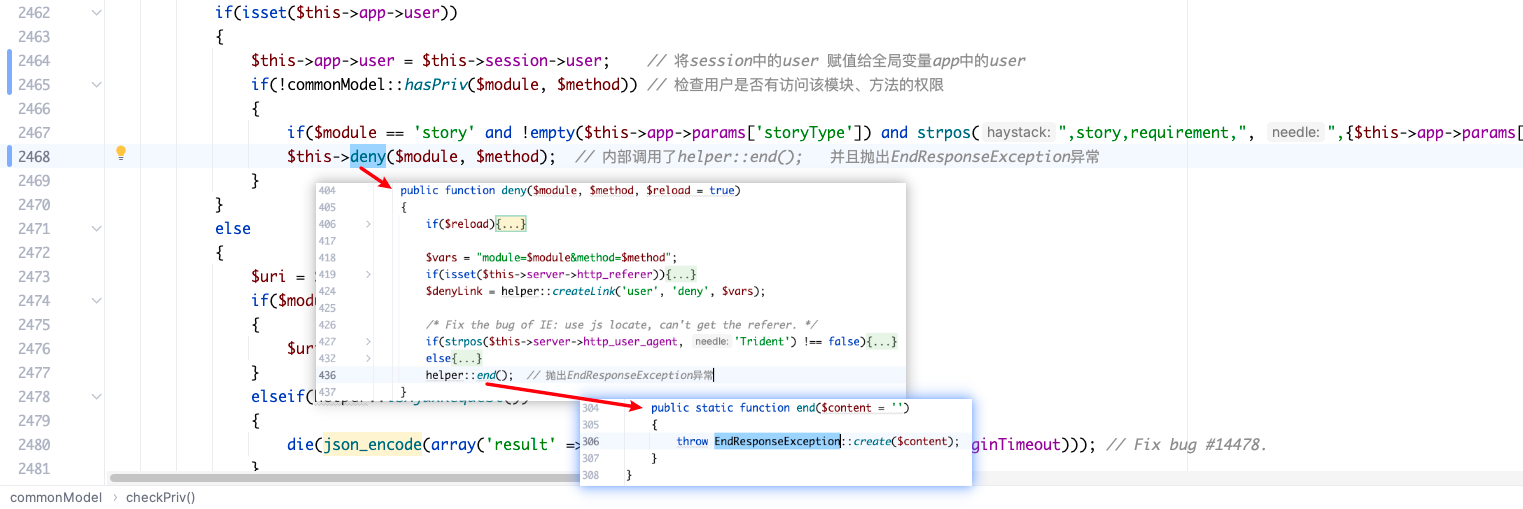 2462 if(isset($this->app->user))
2463 {
2464 $this->app->user = $this->session->user; // 将session中的user 赋值给全局变量app中的user
2465 if(!commonModel::hasPriv($module, $method)) // 检查用户是否有访问该模块、方法的权限
2466 {
2467 if($module == 'story' and !empty($this->app->params['storyType']) and strpos( haystack: ",story,requirement,", needle: ",{$this->app->params[
2468 $this->deny($module, $method); // 内部调用了helper::end(); 并且抛出EndResponseException异常
2469 }
2470 }
2471 else
2472 {
2473 $uri =
2474 if($mod
2475 {
2476 $ur
2477 }
2478 elseif(
2479 {
2480 die(json_encode(array('result' => ginTimeout))); // Fix bug #14478.
2481 }
404 public function deny($module, $method, $reload = true)
405 {
406 if($reload){...}
417
418 $vars = "module=$module&method=$method";
419 if(isset($this->server->http_referer)){...}
424 $denyLink = helper::createLink('user', 'deny', $vars);
425
426 /* Fix the bug of IE: use js locate, can't get the referer. */
427 if(strpos($this->server->http_user_agent, needle: 'Trident') !== false){...}
432 else{...}
436 helper::end(); // 抛出EndResponseException异常
437 }
304 public static function end($content = '')
305 {
306 throw EndResponseException::create($content);
307 }
308 }
commonModel › checkPriv()